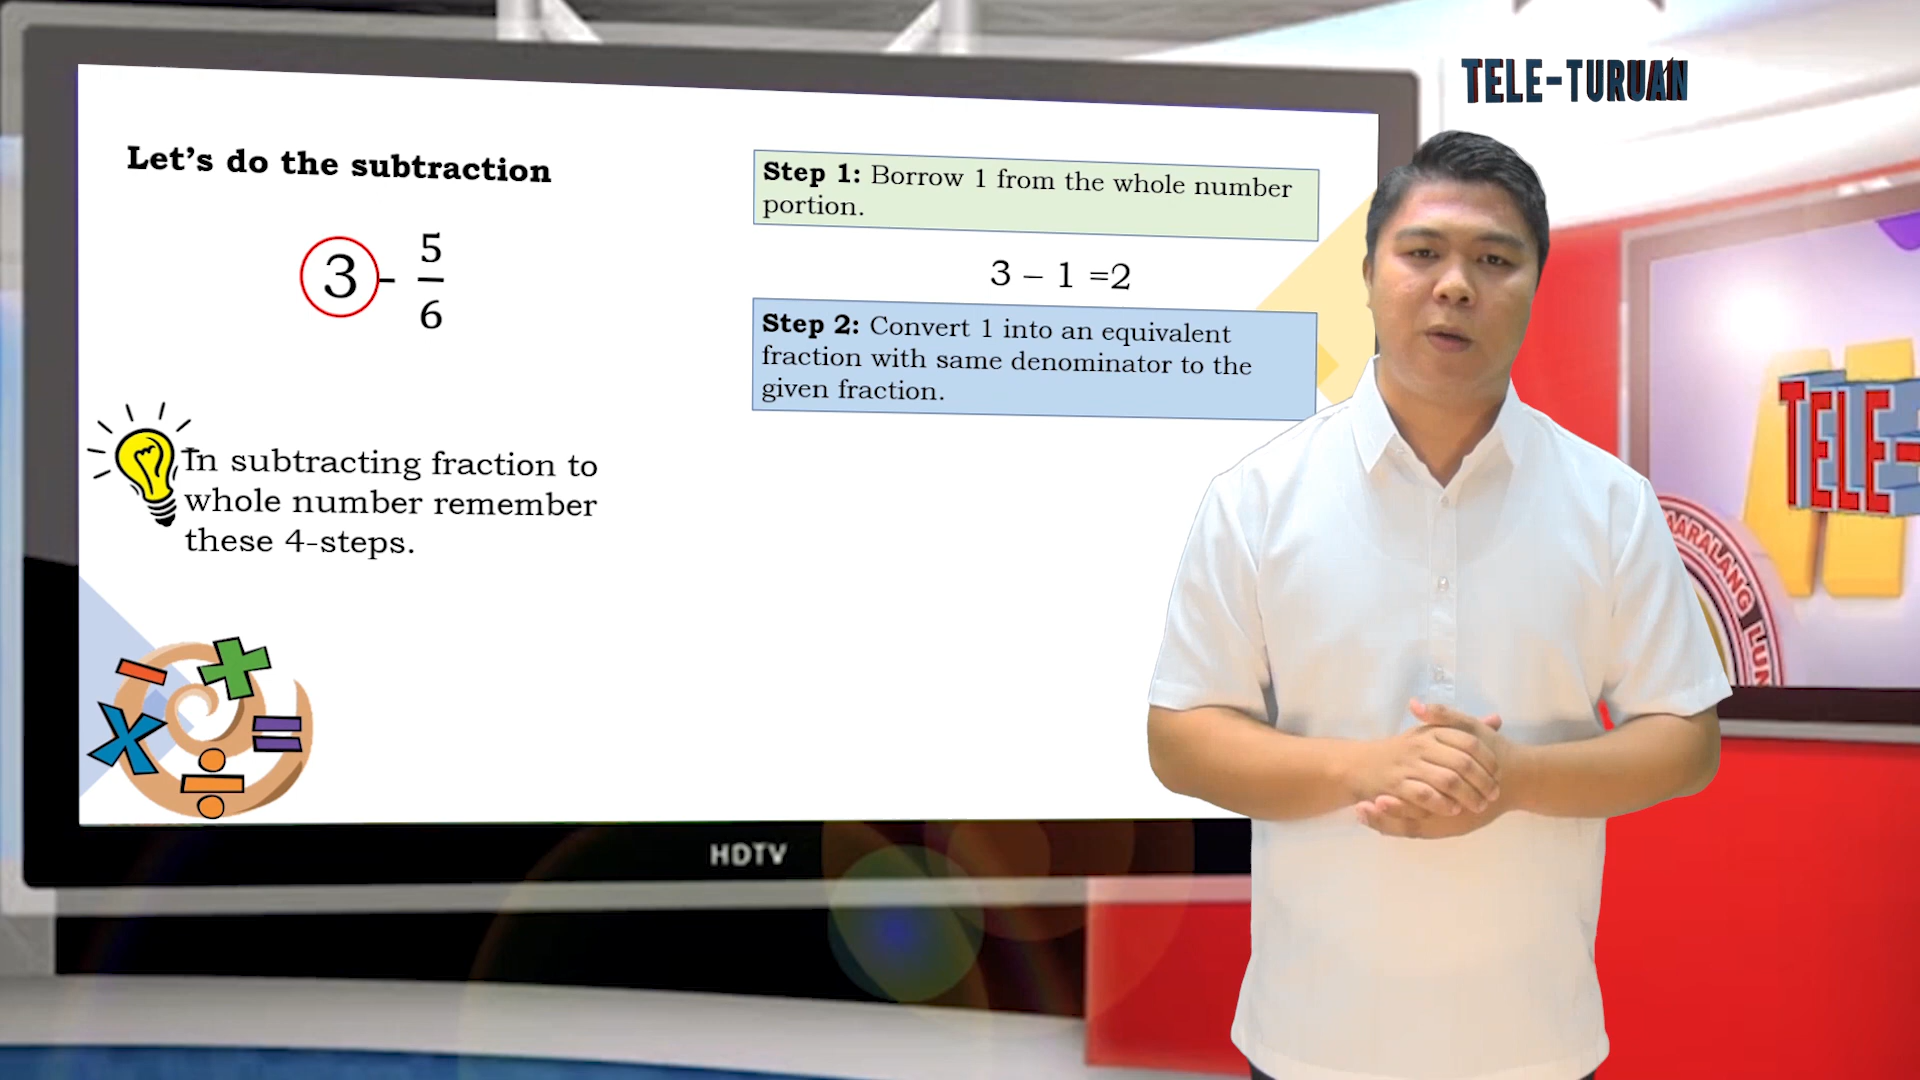 TELE-TURUAN
Let's do the subtraction
3 - 5
6
In subtracting fraction to
whole number remember
these 4-steps.
Step 1: Borrow 1 from the whole number
portion.
3 – 1 =2
Step 2: Convert 1 into an equivalent
fraction with same denominator to the
given fraction.
TELE-
AARALANG LUN
HDTV